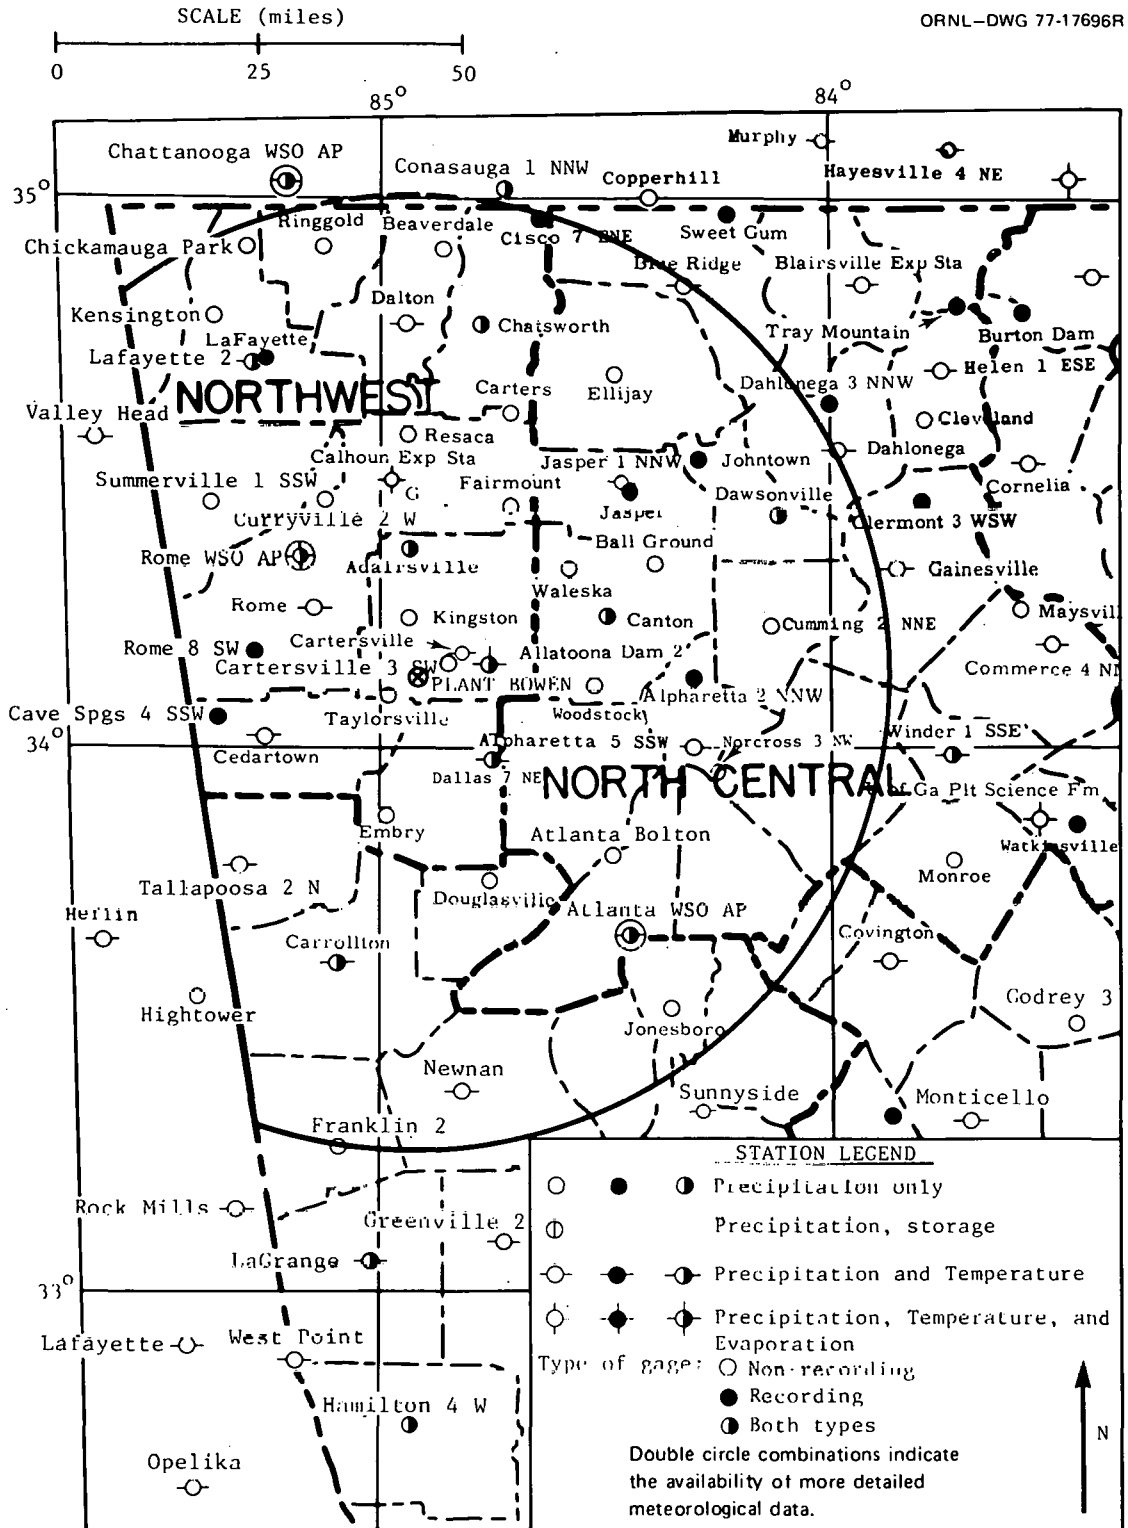 SCALE (miles)
ORNL–DWG 77-17696R
0 25 50
85° 84°
Murphy
Chattanooga WSO AP
Conasauga 1 NNW
Hayesville 4 NE
Copperhill
35°
Ringgold
Beaverdale
Cisco 7 ENE
Sweet Gum
Chickamauga Park
Blue Ridge
Blairsville Exp Sta
Dalton
Kensington
Chatsworth
Tray Mountain
Burton Dam
LaFayette
Lafayette 2
Helen 1 ESE
NORTHWEST
Carters
Ellijay
Dahlonega 3 NNW
Valley Head
Cleveland
Resaca
Dahlonega
Calhoun Exp Sta
Jasper 1 NNW
Johntown
Summerville 1 SSW
G
Fairmount
Jasper
Dawsonville
Cornelia
Curryville 2 W
Clermont 3 WSW
Ball Ground
Rome WSO AP
Adairsville
Waleska
Gainesville
Rome
Kingston
Canton
Cumming 2 NNE
Maysvill
Cartersville
Rome 8 SW
Allatoona Dam 2
Cartersville 3 SW
Commerce 4 NN
PLANT BOWEN
Alpharetta 2 NNW
Cave Spgs 4 SSW
Taylorsville
Woodstock
34°
Cedartown
Alpharetta 5 SSW
Norcross 3 NW
Winder 1 SSE
Dallas 7 NE
NORTH CENTRAL
of Ga Plt Science Fm
Embry
Atlanta Bolton
Watkinsville
Tallapoosa 2 N
Monroe
Douglasville
Heflin
Atlanta WSO AP
Carrollton
Covington
Hightower
Godrey 3
Jonesboro
Newnan
Sunnyside
Monticello
Franklin 2
Rock Mills
Greenville 2
LaGrange
33°
Lafayette
West Point
Hamilton 4 W
Opelika
STATION LEGEND
Precipitation only
Precipitation, storage
Precipitation and Temperature
Precipitation, Temperature, and
Evaporation
Type of gage: Non-recording
Recording
Both types
N
Double circle combinations indicate
the availability of more detailed
meteorological data.